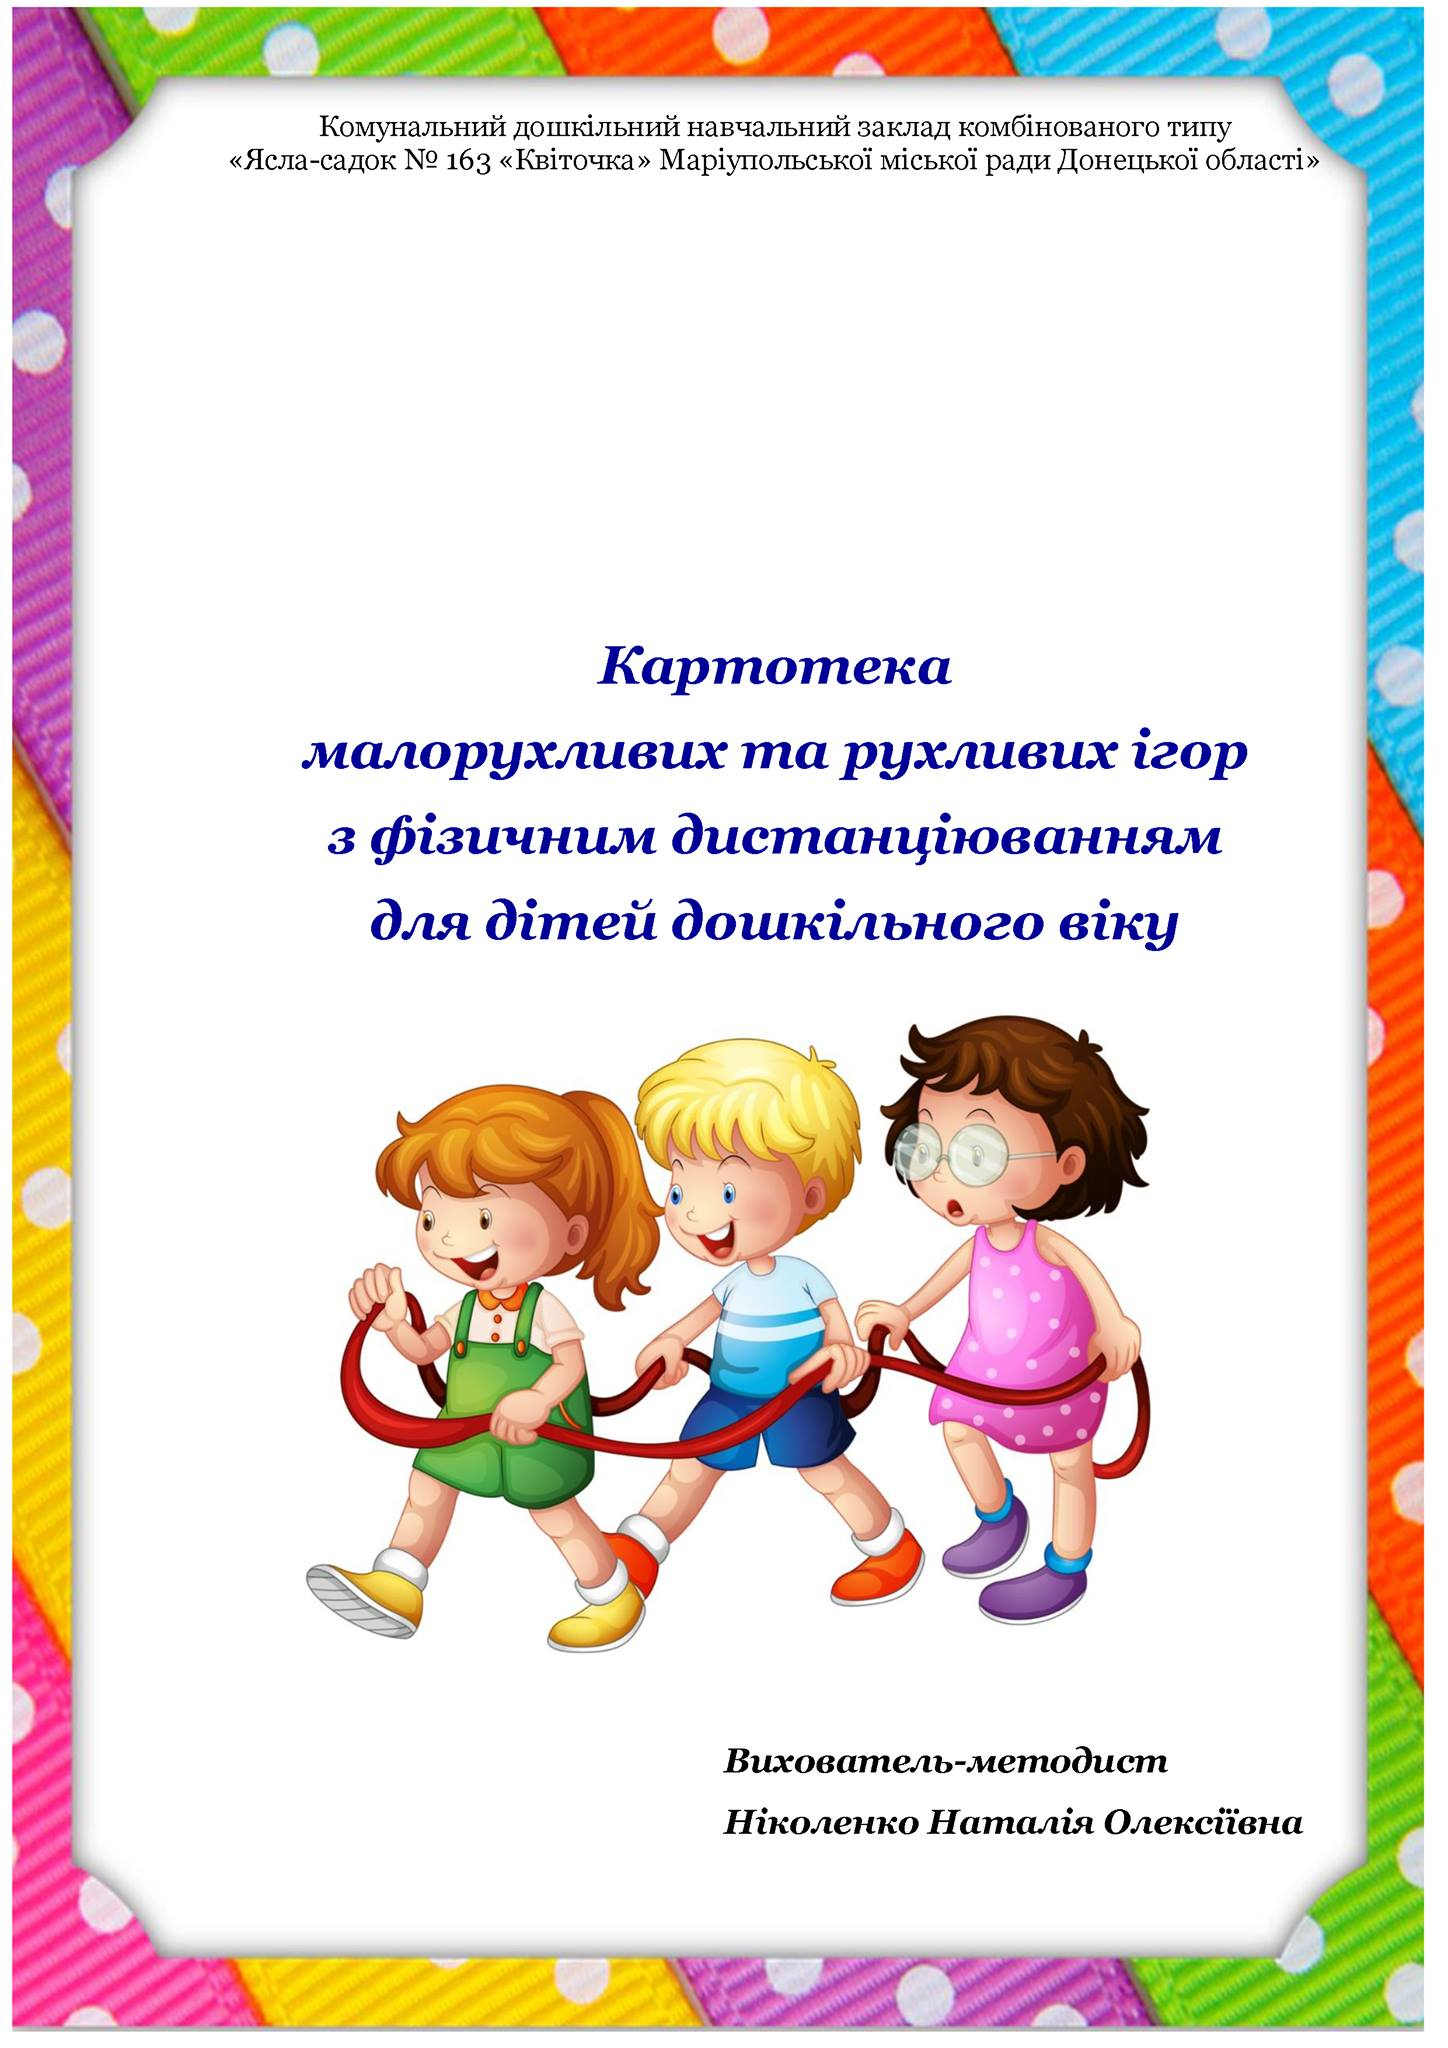 Комунальний дошкільний навчальний заклад комбінованого типу
«Ясла-садок № 163 «Квіточка» Маріупольської міської ради Донецької області»
Картотека
малорухливих та рухливих ігор
з фізичним дистанціюванням
для дітей дошкільного віку
Вихователь-методист
Ніколенко Наталія Олексіївна